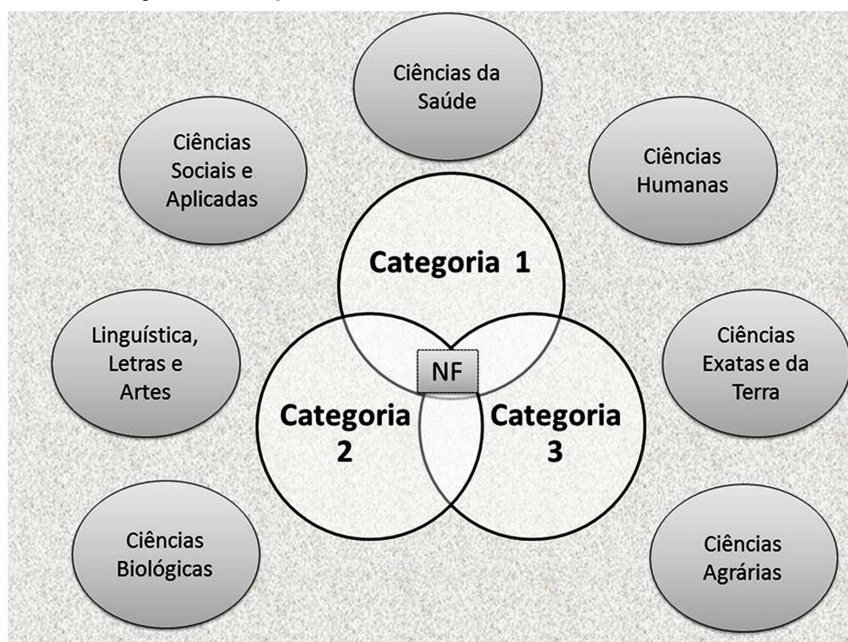 Ciências da
Saúde
Ciências
Sociais e
Aplicadas
Ciências
Humanas
Categoria 1
Linguística,
Letras e
Artes
NF
Ciências
Exatas e da
Terra
Categoria
2
Categoria
3
Ciências
Biológicas
Ciências
Agrárias